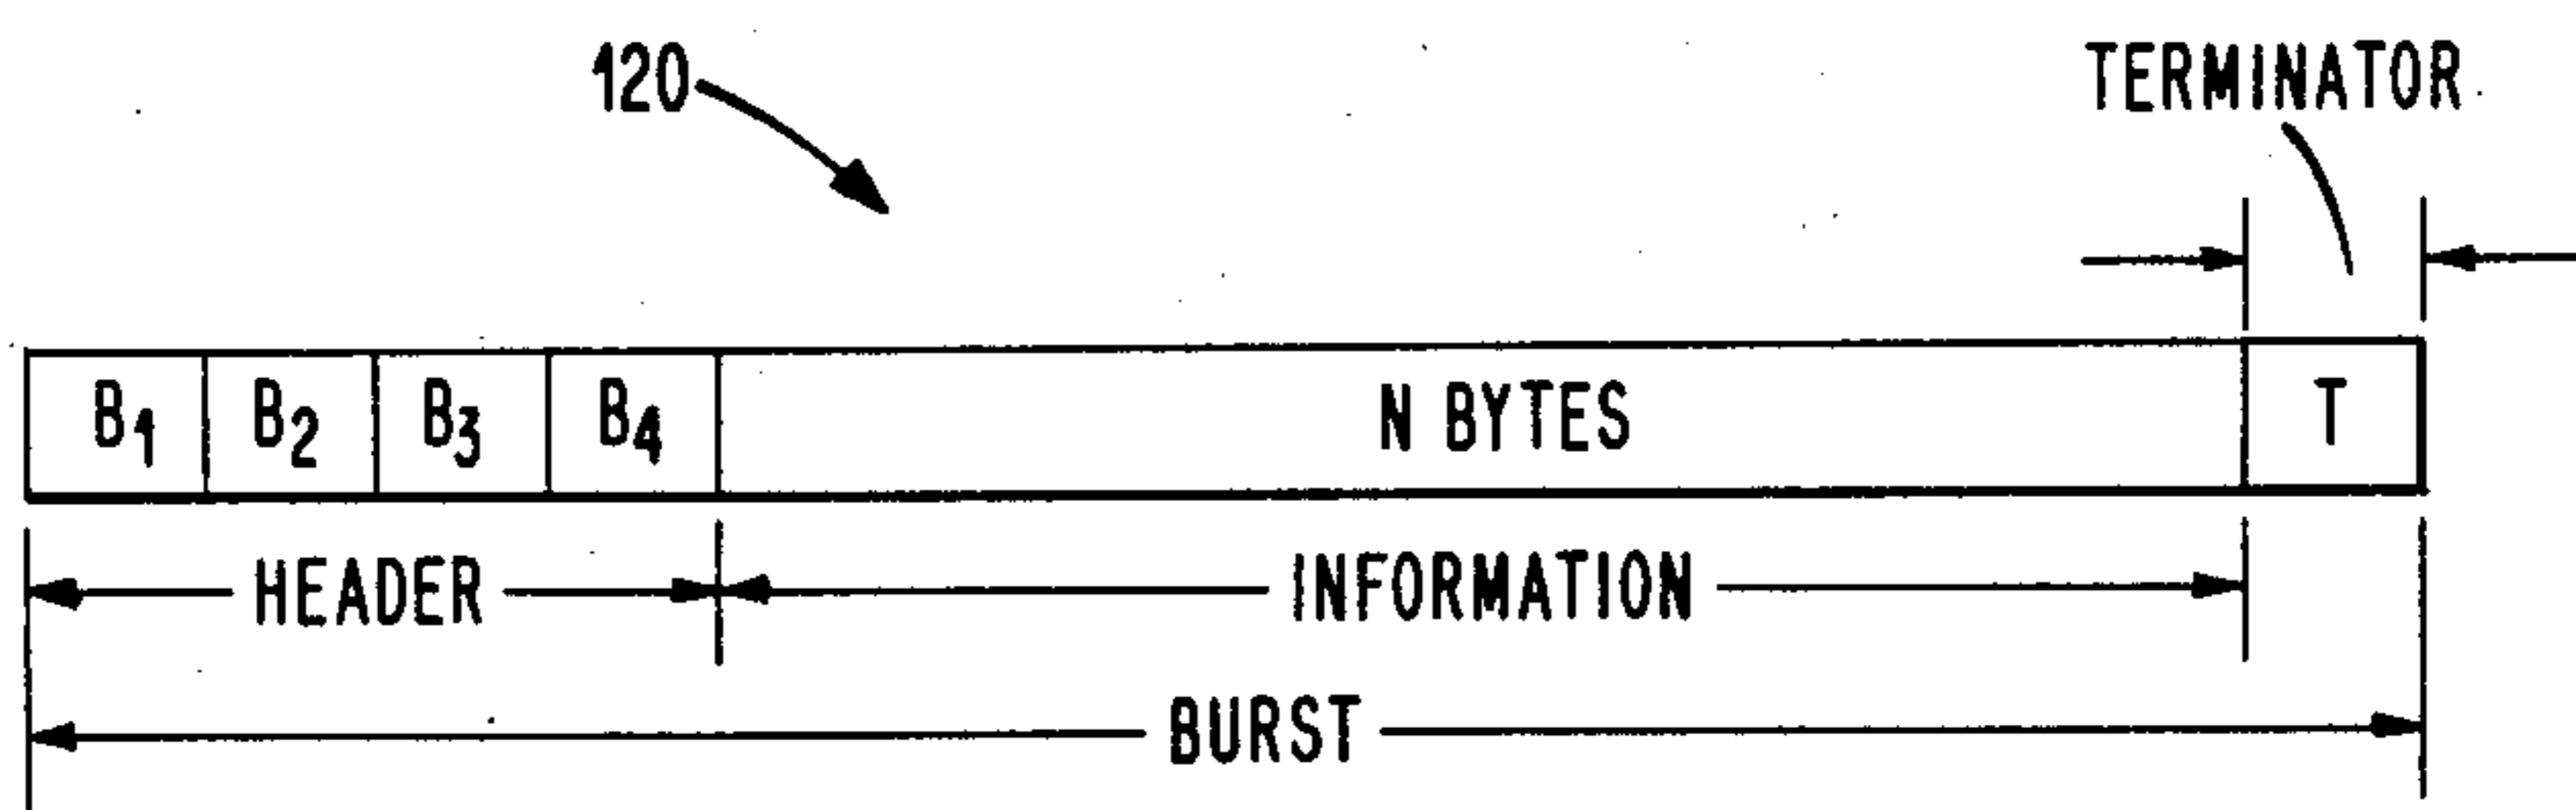 120
TERMINATOR
B1 B2 B3 B4 N BYTES T
HEADER INFORMATION
BURST